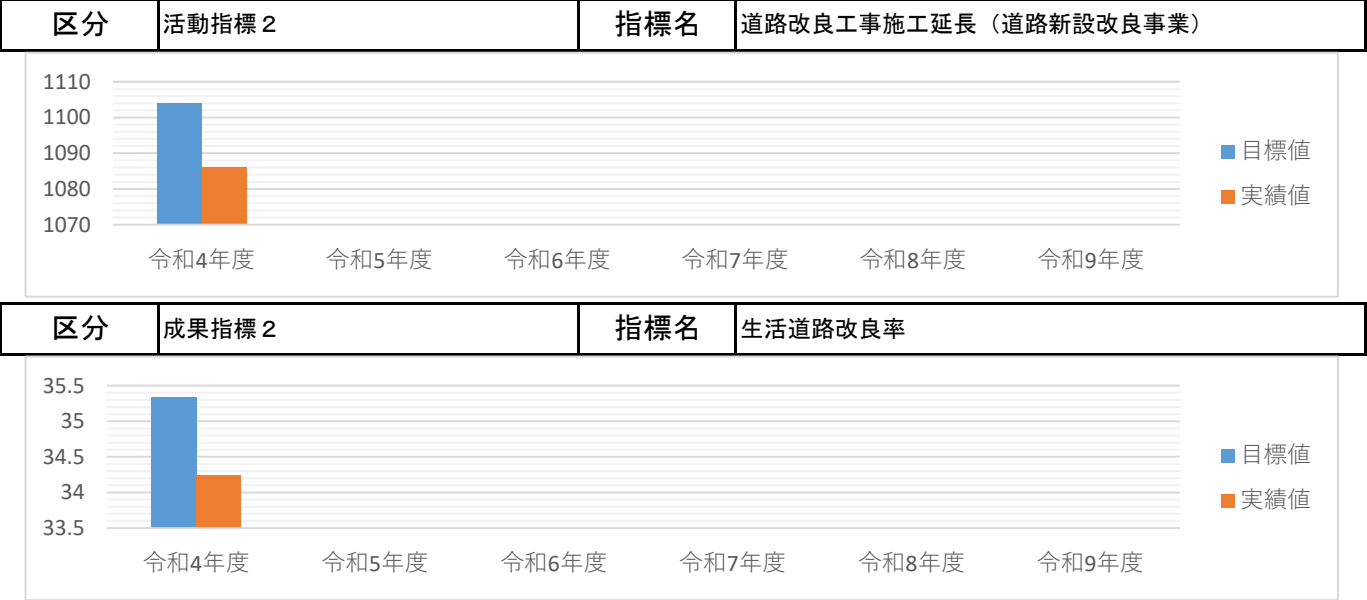 区分 活動指標２ 指標名 道路改良工事施工延長（道路新設改良事業）
1110
1100
1090
1080
1070
目標値
実績値
令和4年度 令和5年度 令和6年度 令和7年度 令和8年度 令和9年度
区分 成果指標２ 指標名 生活道路改良率
35.5
35
34.5
34
33.5
目標値
実績値
令和4年度 令和5年度 令和6年度 令和7年度 令和8年度 令和9年度